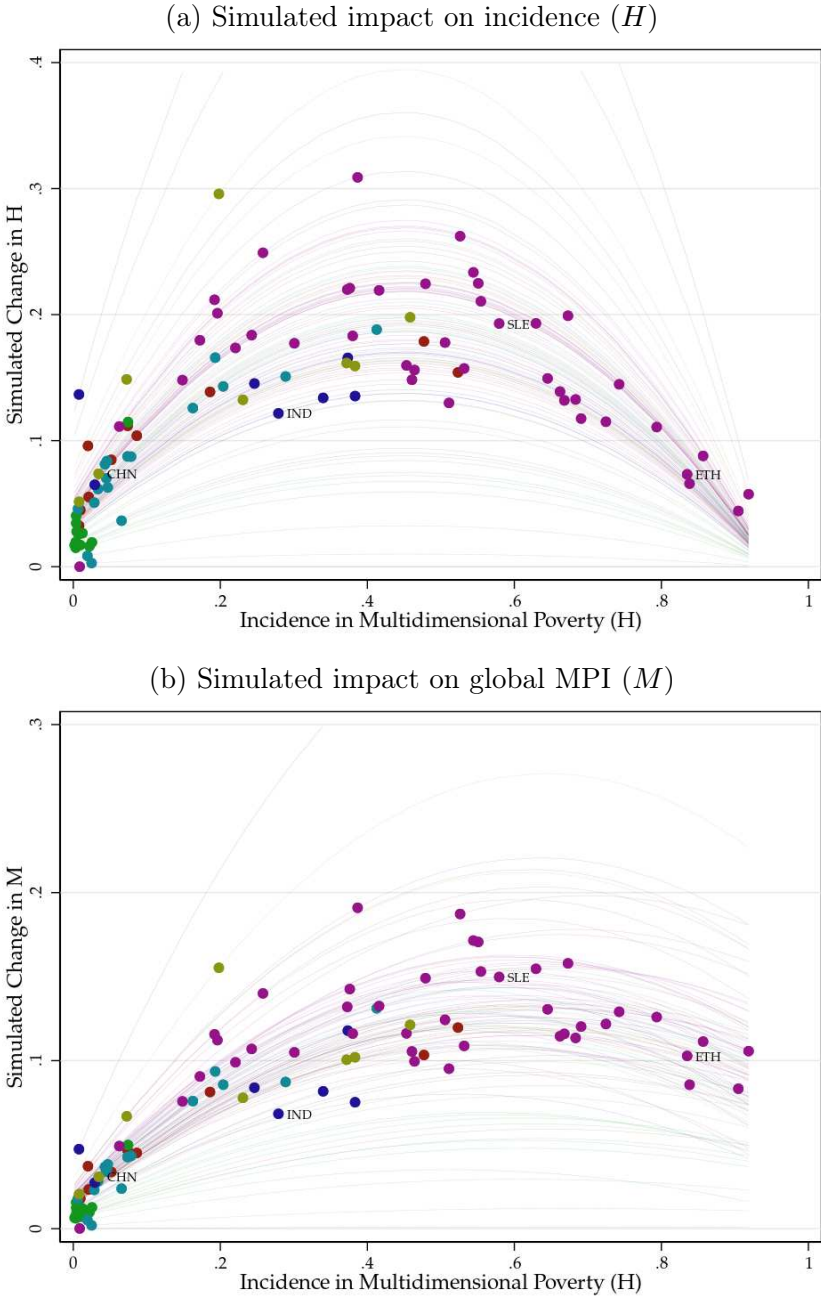 (a) Simulated impact on incidence (H)
.4
.3
.2
.1
0
Simulated Change in H
SLE
IND
CHN
ETH
0 .2 .4 .6 .8 1
Incidence in Multidimensional Poverty (H)
(b) Simulated impact on global MPI (M)
.3
.2
.1
0
Simulated Change in M
SLE
ETH
IND
CHN
0 .2 .4 .6 .8 1
Incidence in Multidimensional Poverty (H)